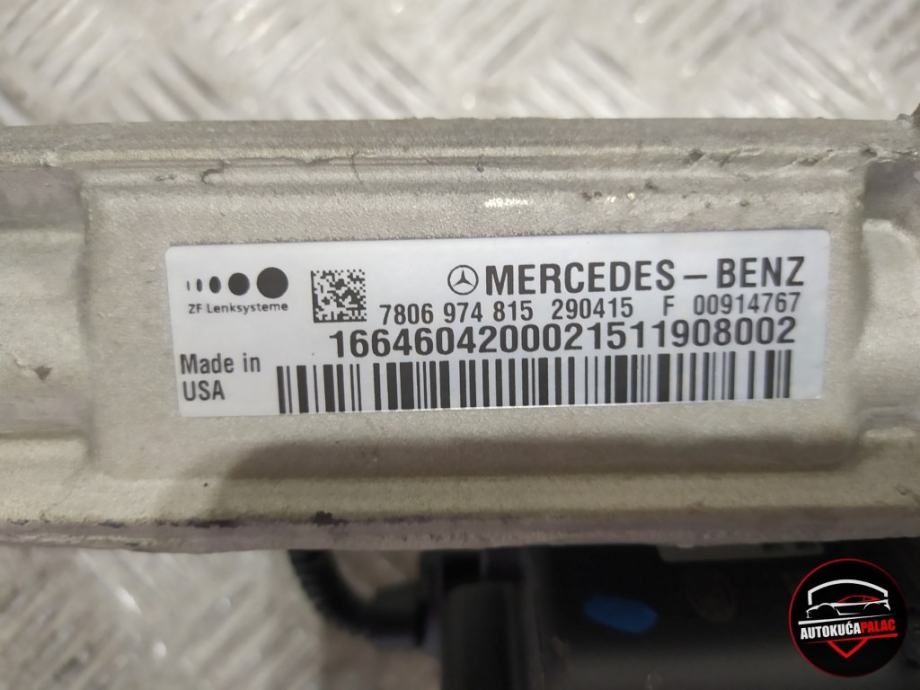 MERCEDES-BENZ
ZF Lenksysteme
7806 974 815 290415 F 00914767
1664604200021511908002
Made in
USA
AUTOKUĆAPALAC